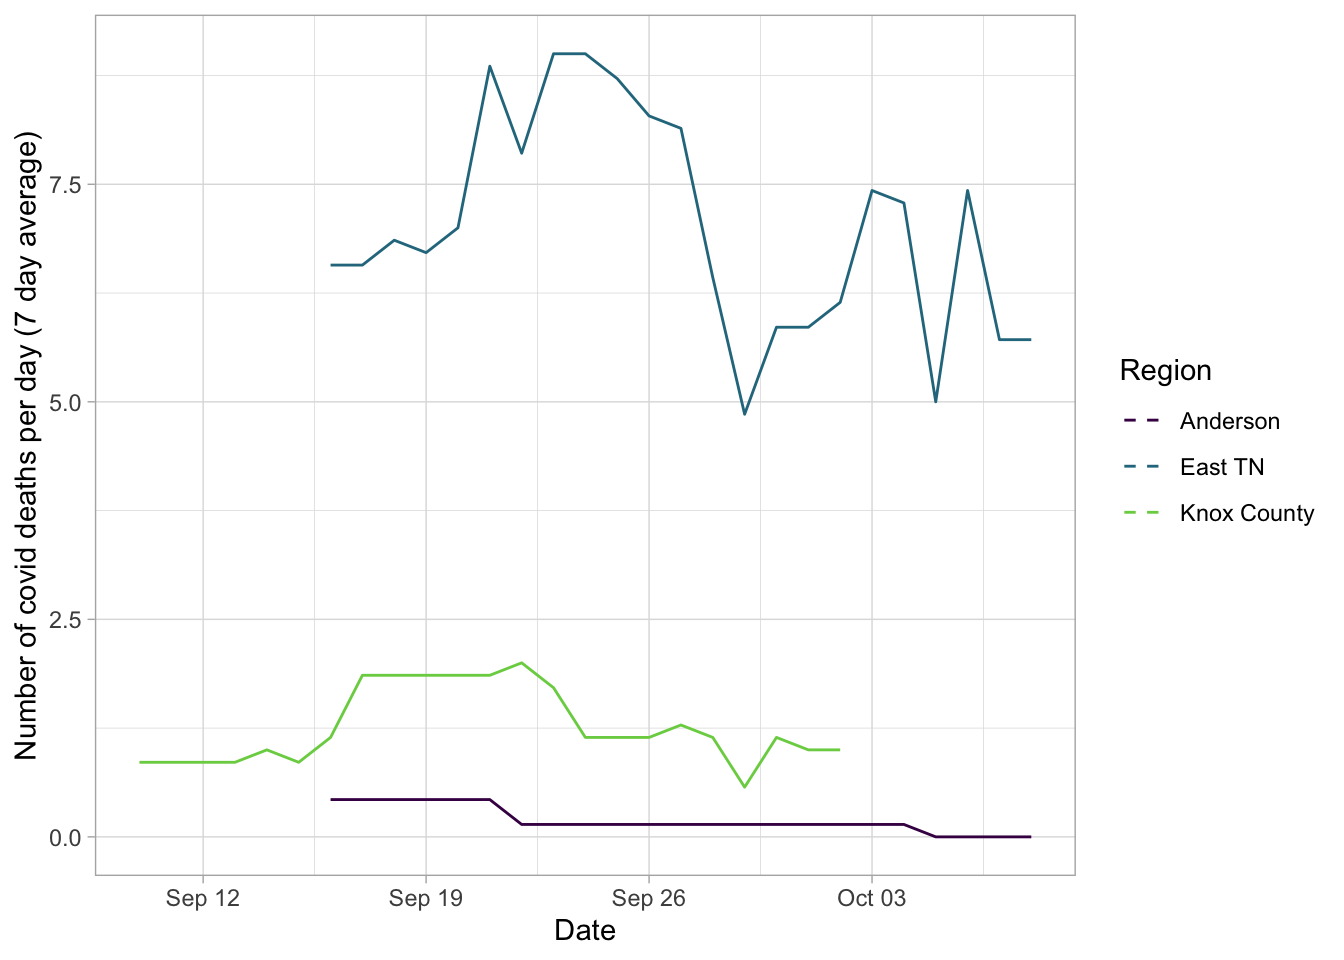 Number of covid deaths per day (7 day average)
7.5
5.0
2.5
0.0
Sep 12
Sep 19
Sep 26
Oct 03
Date
Region
Anderson
East TN
Knox County